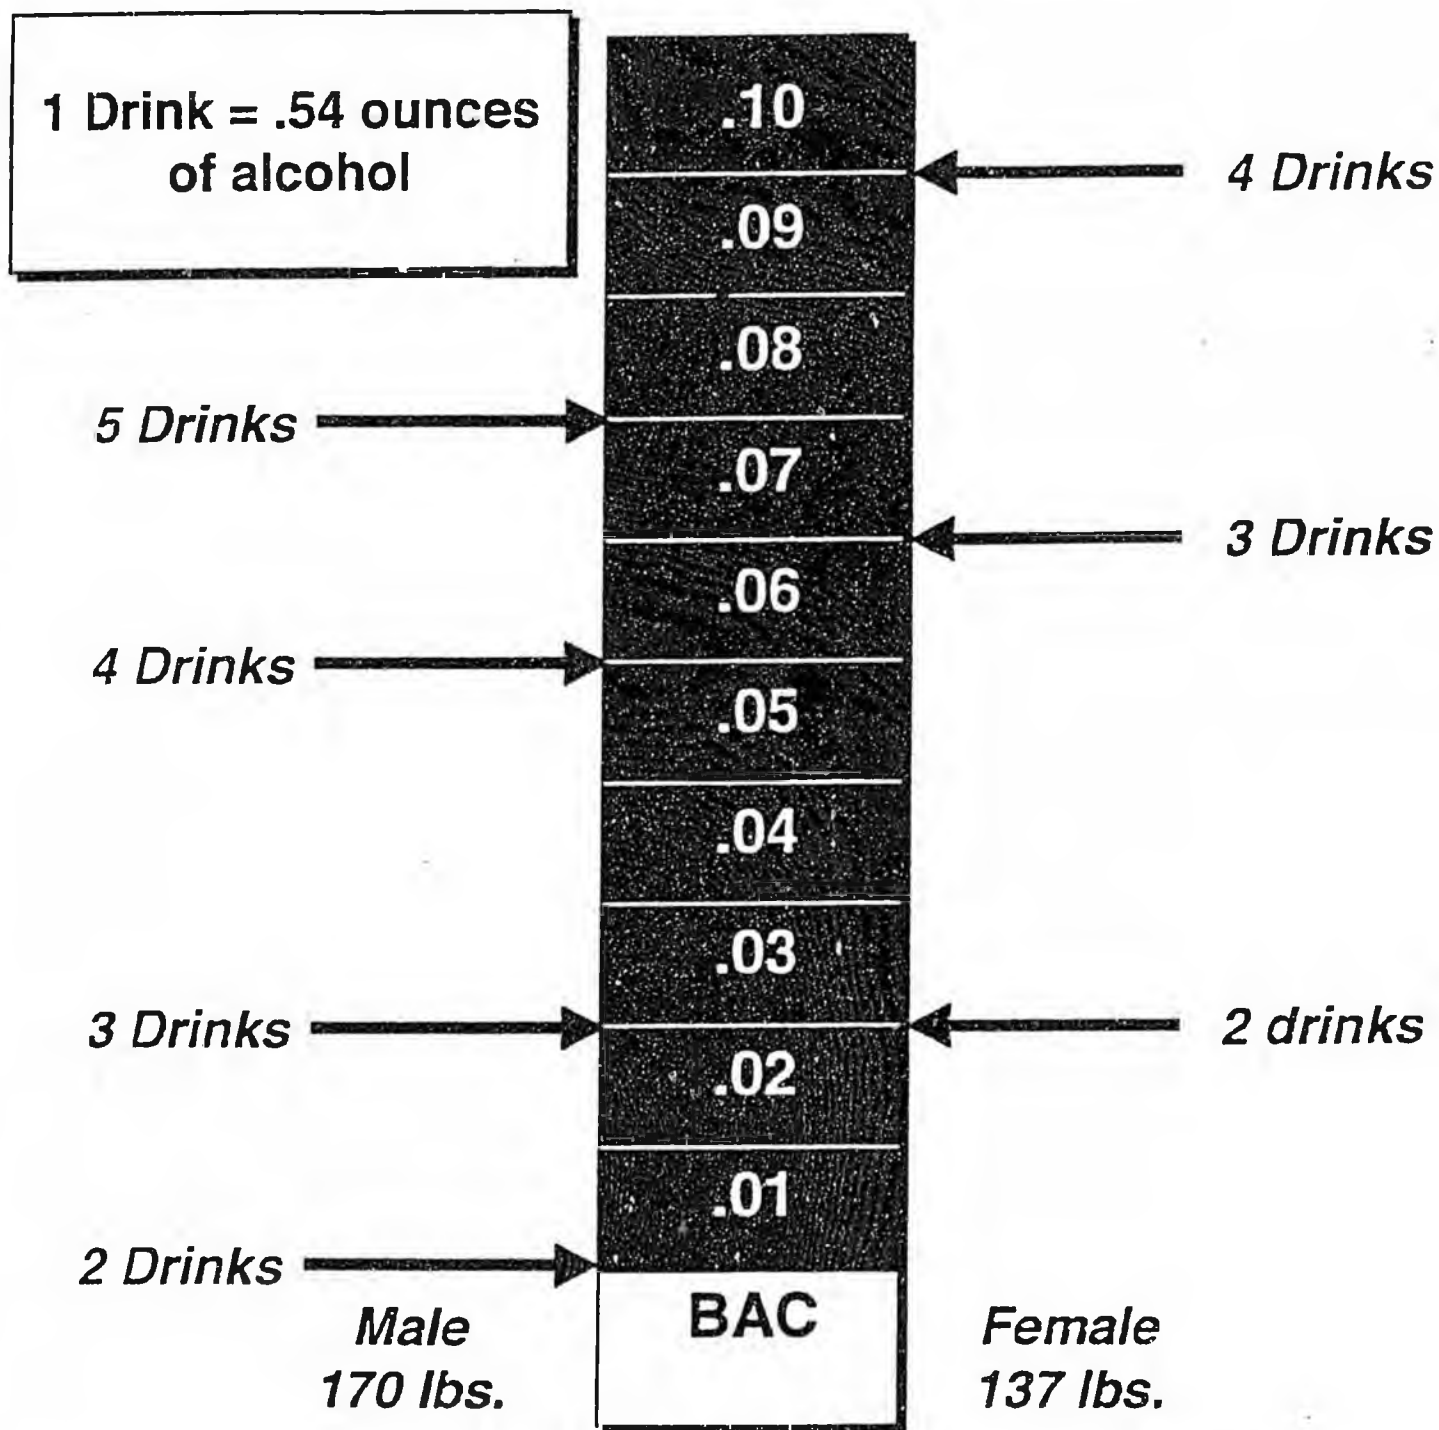 1 Drink = .54 ounces
of alcohol
.10
4 Drinks
.09
.08
5 Drinks
.07
3 Drinks
.06
4 Drinks
.05
.04
.03
3 Drinks
2 drinks
.02
.01
2 Drinks
BAC
Male
170 lbs.
Female
137 lbs.